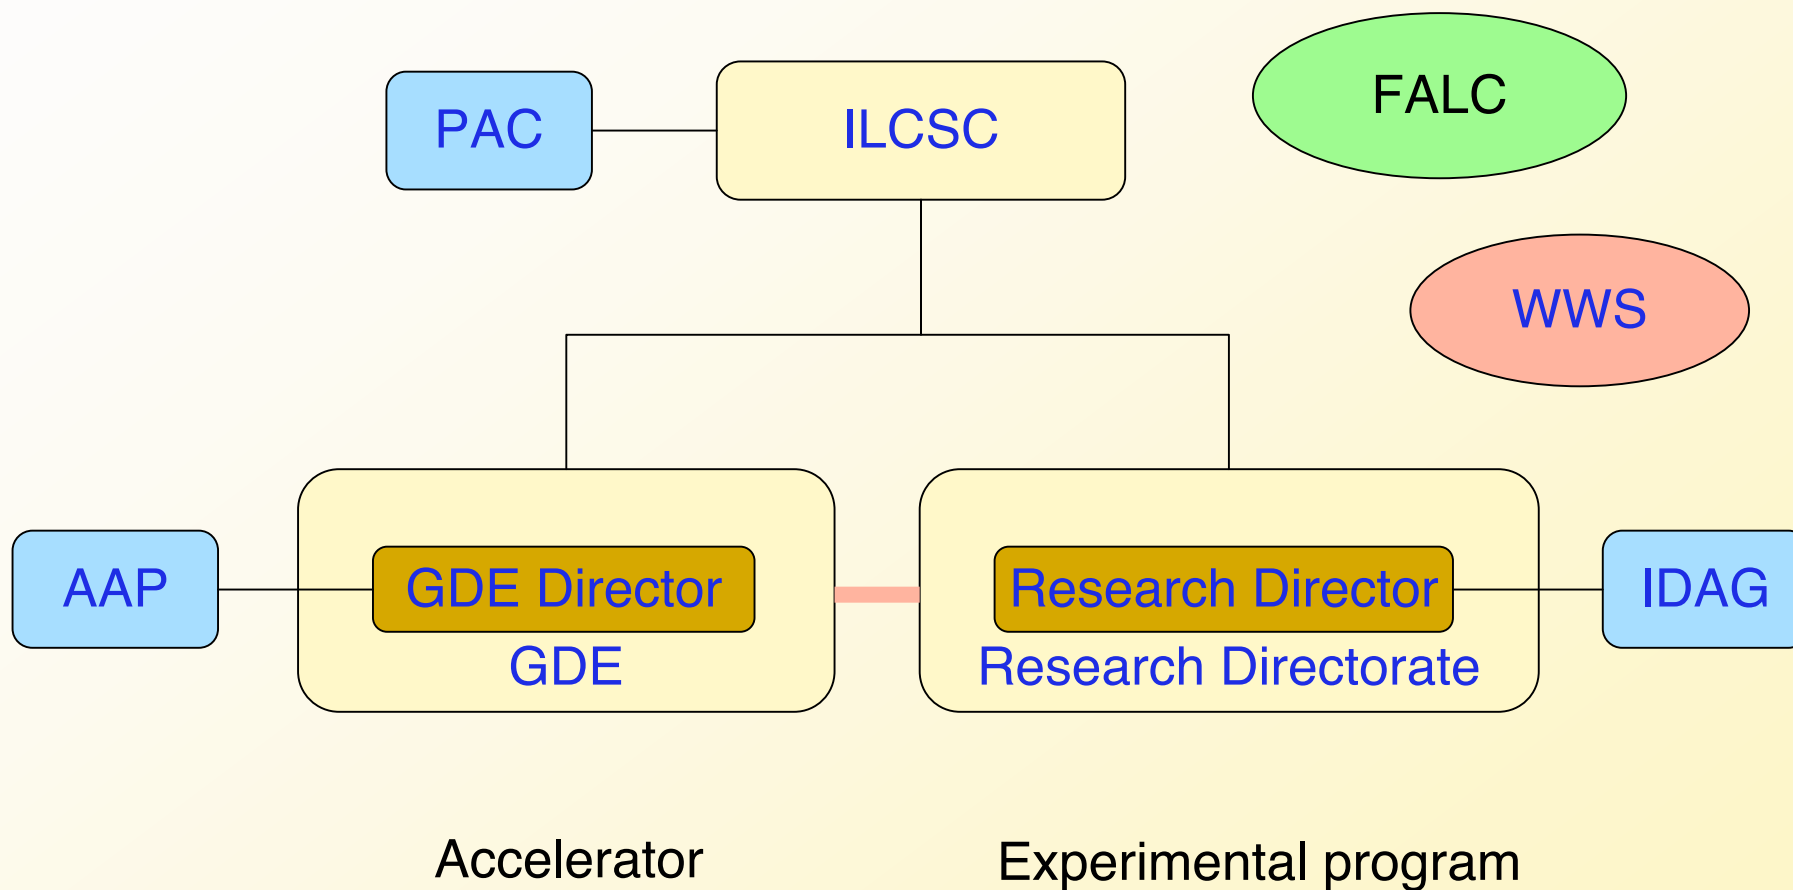 FALC
PAC
ILCSC
WWS
AAP
GDE Director
Research Director
IDAG
GDE
Research Directorate
Accelerator
Experimental program